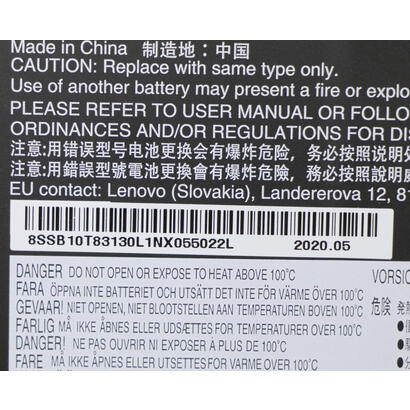 Made in China 制造地：中国
CAUTION: Replace with same type only.
Use of another battery may present a fire or explo
PLEASE REFER TO USER MANUAL OR FOLLO
ORDINANCES AND/OR REGULATIONS FOR DIS
注意:用错误型号电池更换会有爆炸危险，务必按照说明处
注意:用錯誤型號電池更換會有爆炸危險，務必按照說
EU contact: Lenovo (Slovakia), Landererova 12, 81
8SSB10T83130L1NX055022L 2020.05
DANGER DO NOT OPEN OR EXPOSE TO HEAT ABOVE 100°C VORSIC
FARA ÖPPNA INTE BATTERIET OCH UTSÄTT DET INTE FÖR VÄRME ÖVER 100°C
GEVAAR! NIET OPENEN, NIET BLOOTSTELLEN AAN TEMPERATUREN BOVEN 100°C 危険
FARLIG MÅ IKKE ÅBNES ELLER UDSÆTTES FOR TEMPERATURER OVER 100°C
DANGER! NE PAS OUVRIR NI EXPOSER À PLUS DE 100°C
FARE MÅ IKKE ÅPNES ELLER UTSETTES FOR VARME OVER 100°C